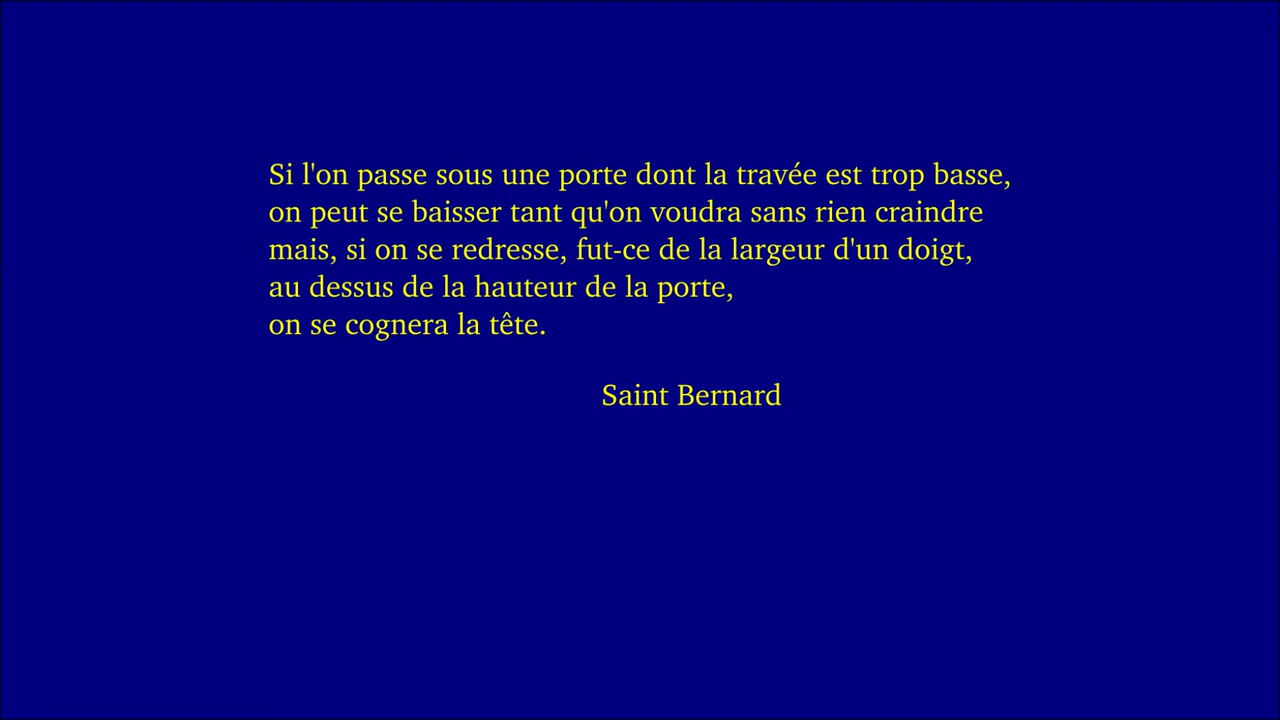 Si l'on passe sous une porte dont la travée est trop basse,
on peut se baisser tant qu'on voudra sans rien craindre
mais, si on se redresse, fut-ce de la largeur d'un doigt,
au dessus de la hauteur de la porte,
on se cognera la tête.
Saint Bernard